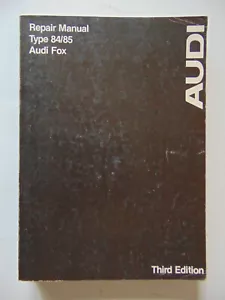 Repair Manual
Type 84/85
Audi Fox
AUDI
Third Edition